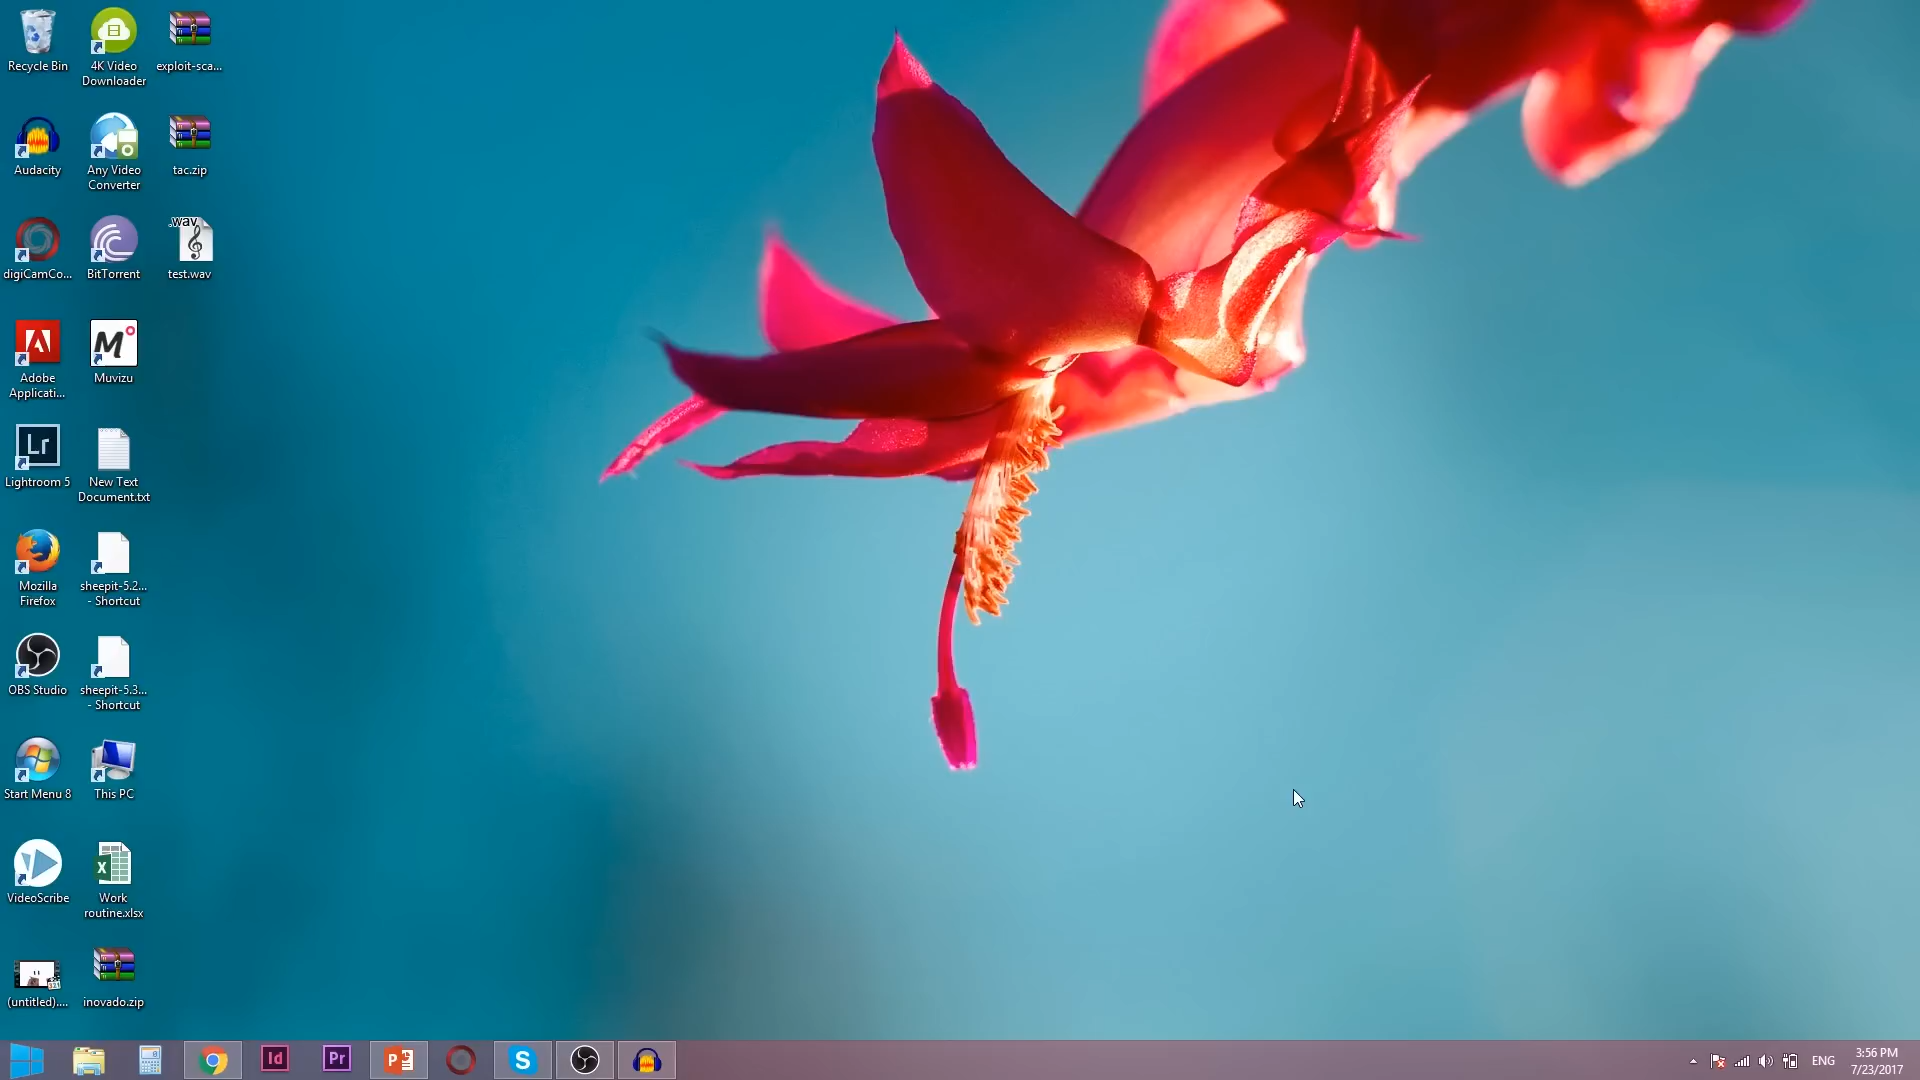 Recycle Bin
4K Video
Downloader
exploit-sca...
Audacity
Any Video
Converter
tac.zip
.wav
digiCamCo...
BitTorrent
test.wav
Adobe
Applicati...
M
Muvizu
Lr
Lightroom 5
New Text
Document.txt
Mozilla
Firefox
sheepit-5.2...
- Shortcut
OBS Studio
sheepit-5.3...
- Shortcut
Start Menu 8
This PC
VideoScribe
X
Work
routine.xlsx
(untitled)....
inovado.zip
Id
Pr
P
S
ENG
3:56 PM
7/23/2017